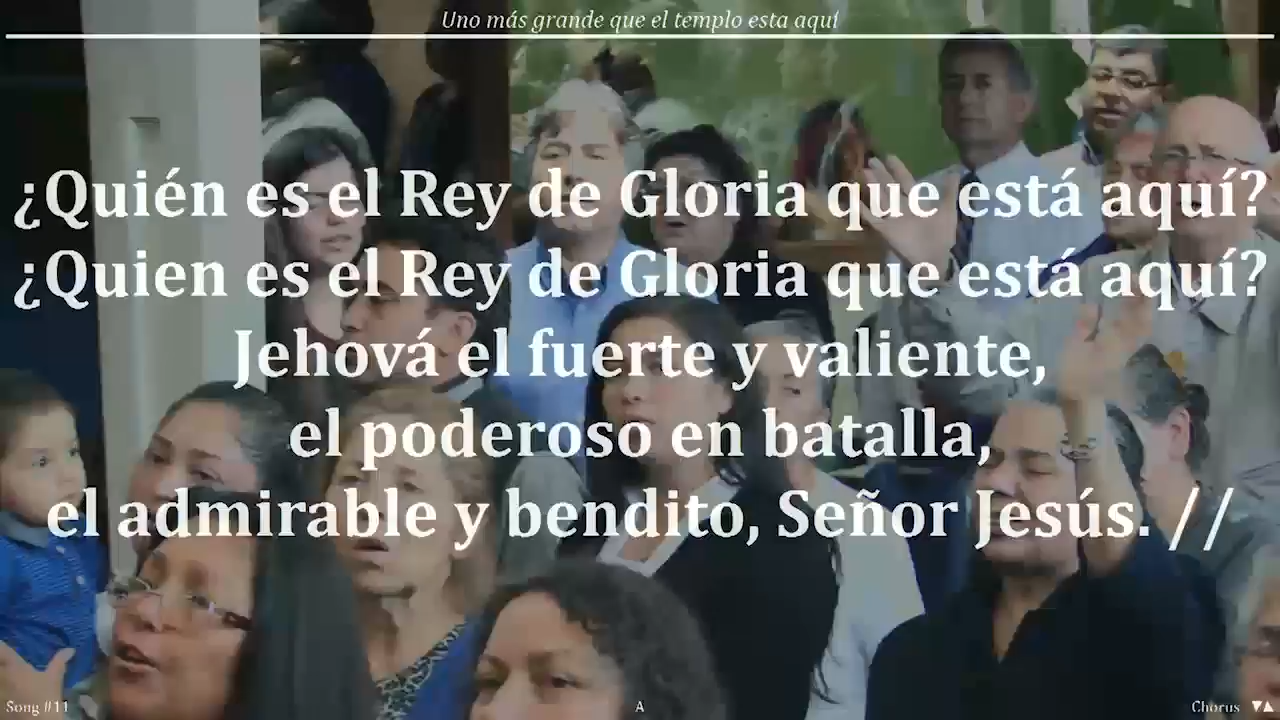 Uno más grande que el templo esta aquí
¿Quién es el Rey de Gloria que está aquí?
¿Quien es el Rey de Gloria que está aquí?
Jehová el fuerte y valiente,
el poderoso en batalla,
el admirable y bendito, Señor Jesús. //
Song #11 A Chorus ▼▲